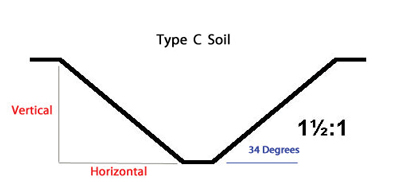 Type C Soil
Vertical
1½:1
34 Degrees
Horizontal